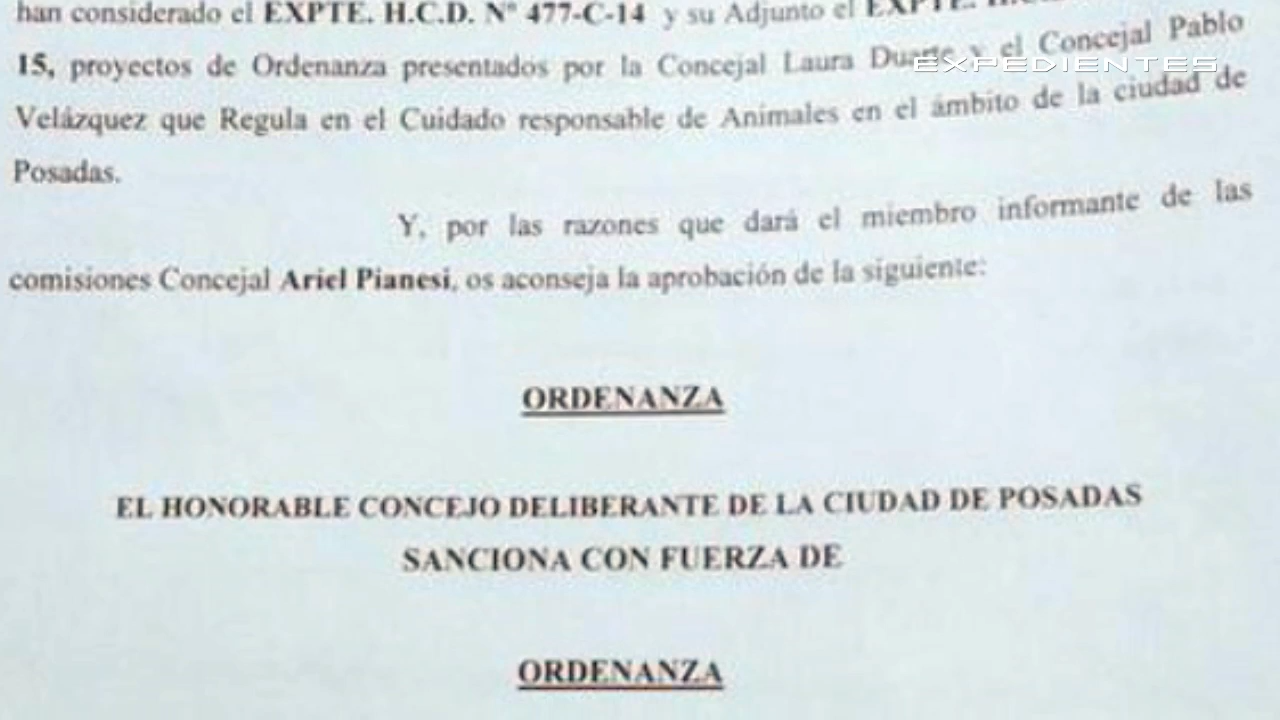 han considerado el EXPTE. H.C.D. Nº 477-C-14 y su Adjunto el EXPTE.
15, proyectos de Ordenanza presentados por la Concejal Laura Duarte y el Concejal Pablo
EXPEDIENTES
Velázquez que Regula en el Cuidado responsable de Animales en el ámbito de la ciudad de
Posadas.
Y, por las razones que dará el miembro informante de las
comisiones Concejal Ariel Pianesi, os aconseja la aprobación de la siguiente:
ORDENANZA
EL HONORABLE CONCEJO DELIBERANTE DE LA CIUDAD DE POSADAS
SANCIONA CON FUERZA DE
ORDENANZA